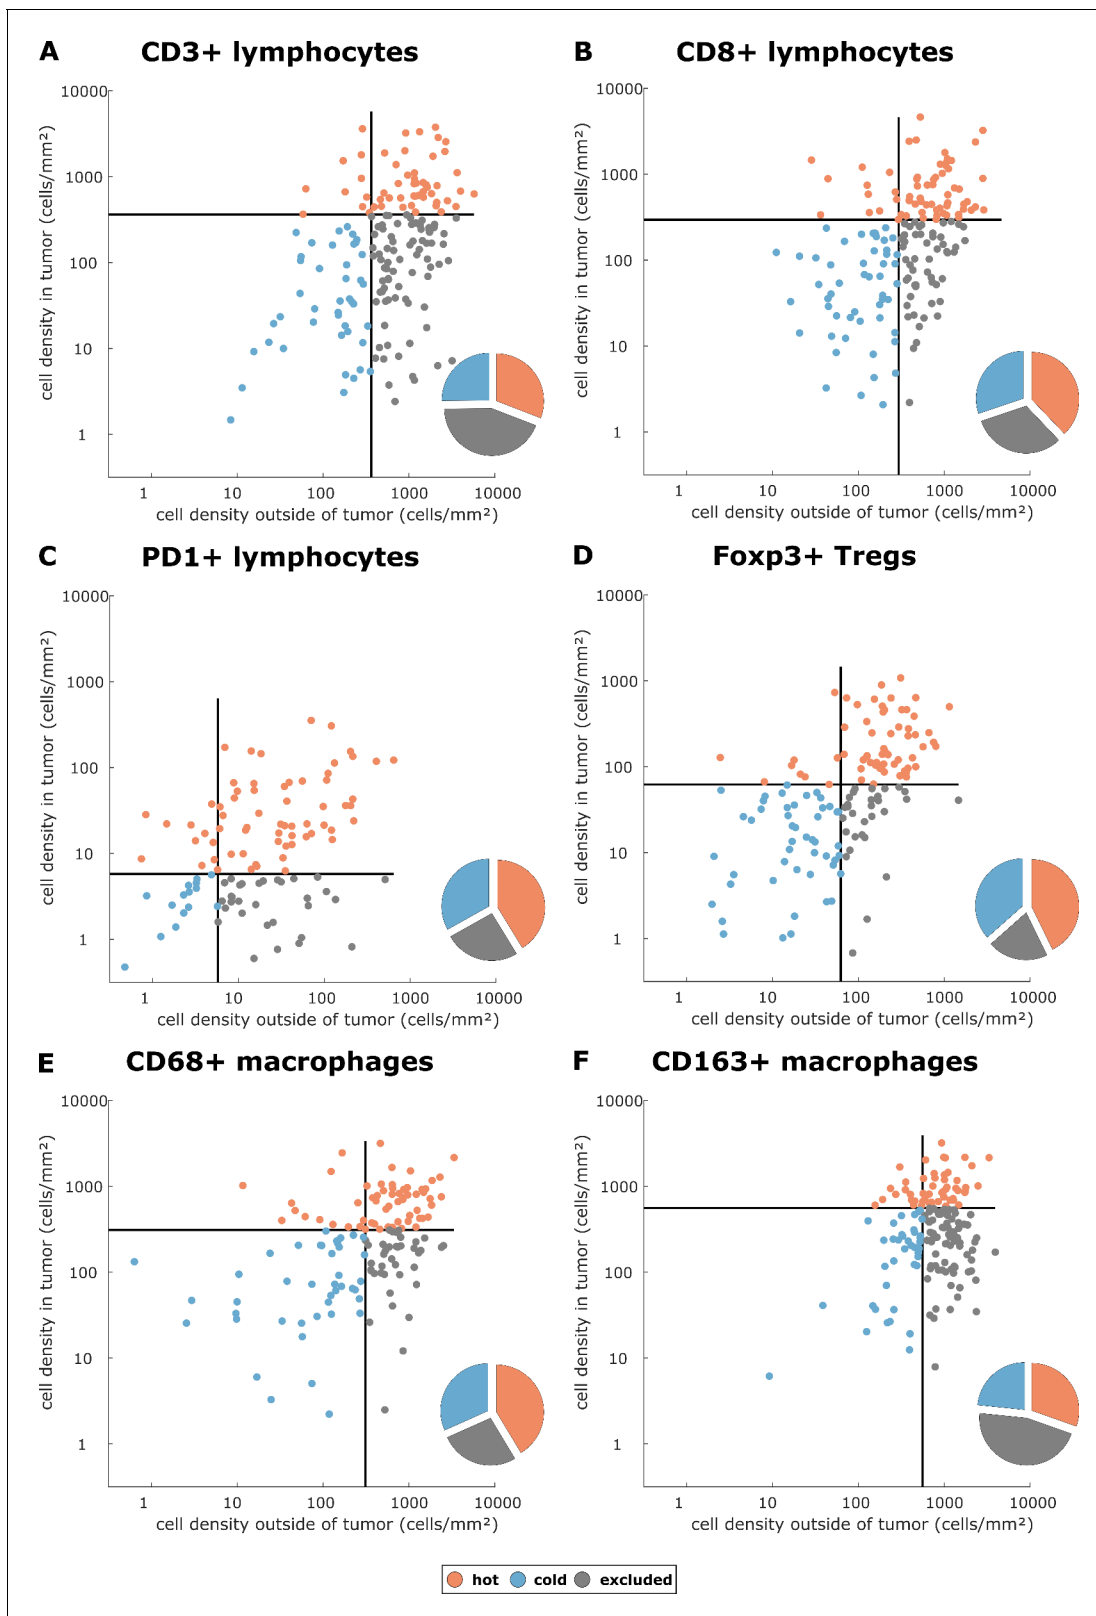 A CD3+ lymphocytes
cell density in tumor (cells/mm²)
10000
1000
100
10
1
1 10 100 1000 10000
cell density outside of tumor (cells/mm²)
B CD8+ lymphocytes
cell density in tumor (cells/mm²)
10000
1000
100
10
1
1 10 100 1000 10000
cell density outside of tumor (cells/mm²)
C PD1+ lymphocytes
cell density in tumor (cells/mm²)
10000
1000
100
10
1
1 10 100 1000 10000
cell density outside of tumor (cells/mm²)
D Foxp3+ Tregs
cell density in tumor (cells/mm²)
10000
1000
100
10
1
1 10 100 1000 10000
cell density outside of tumor (cells/mm²)
E CD68+ macrophages
cell density in tumor (cells/mm²)
10000
1000
100
10
1
1 10 100 1000 10000
cell density outside of tumor (cells/mm²)
F CD163+ macrophages
cell density in tumor (cells/mm²)
10000
1000
100
10
1
1 10 100 1000 10000
cell density outside of tumor (cells/mm²)
hot cold excluded